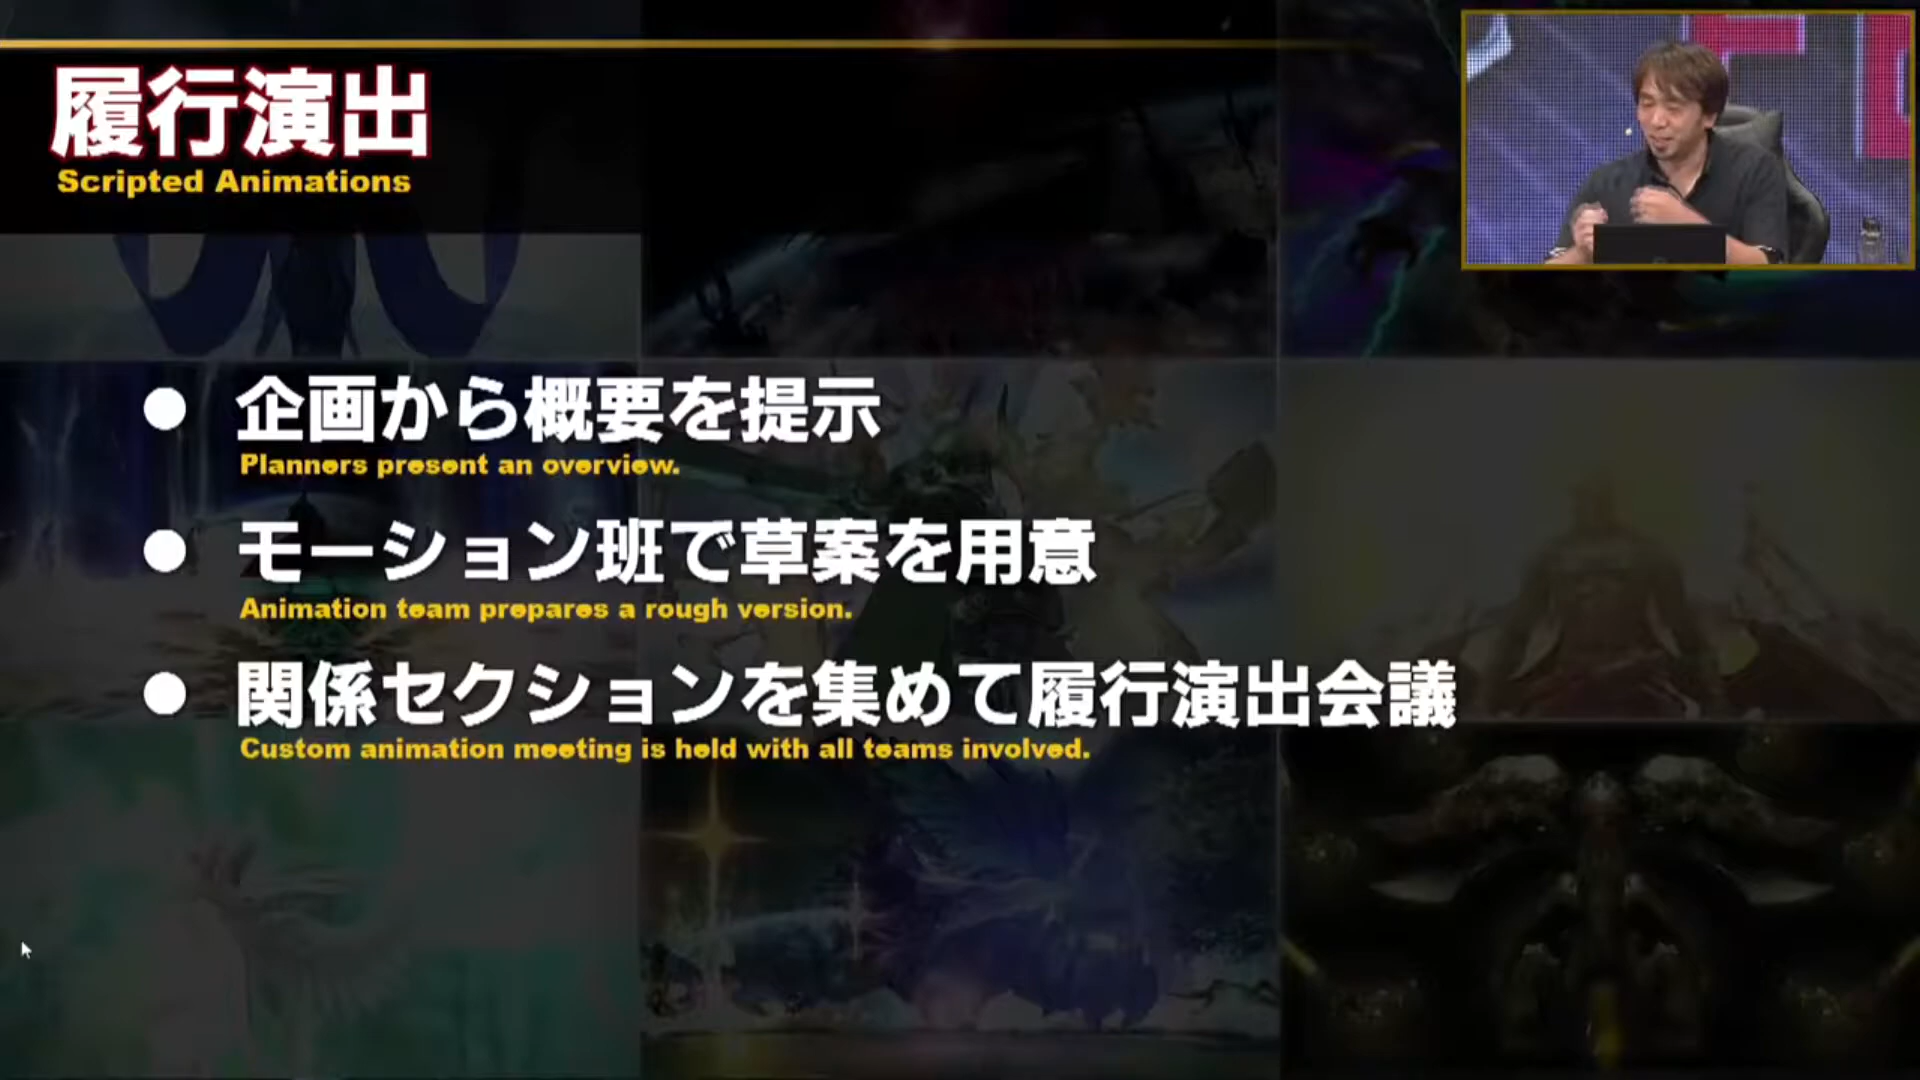 履行演出
Scripted Animations
企画から概要を提示
Planners present an overview.
モーション班で草案を用意
Animation team prepares a rough version.
関係セクションを集めて履行演出会議
Custom animation meeting is held with all teams involved.